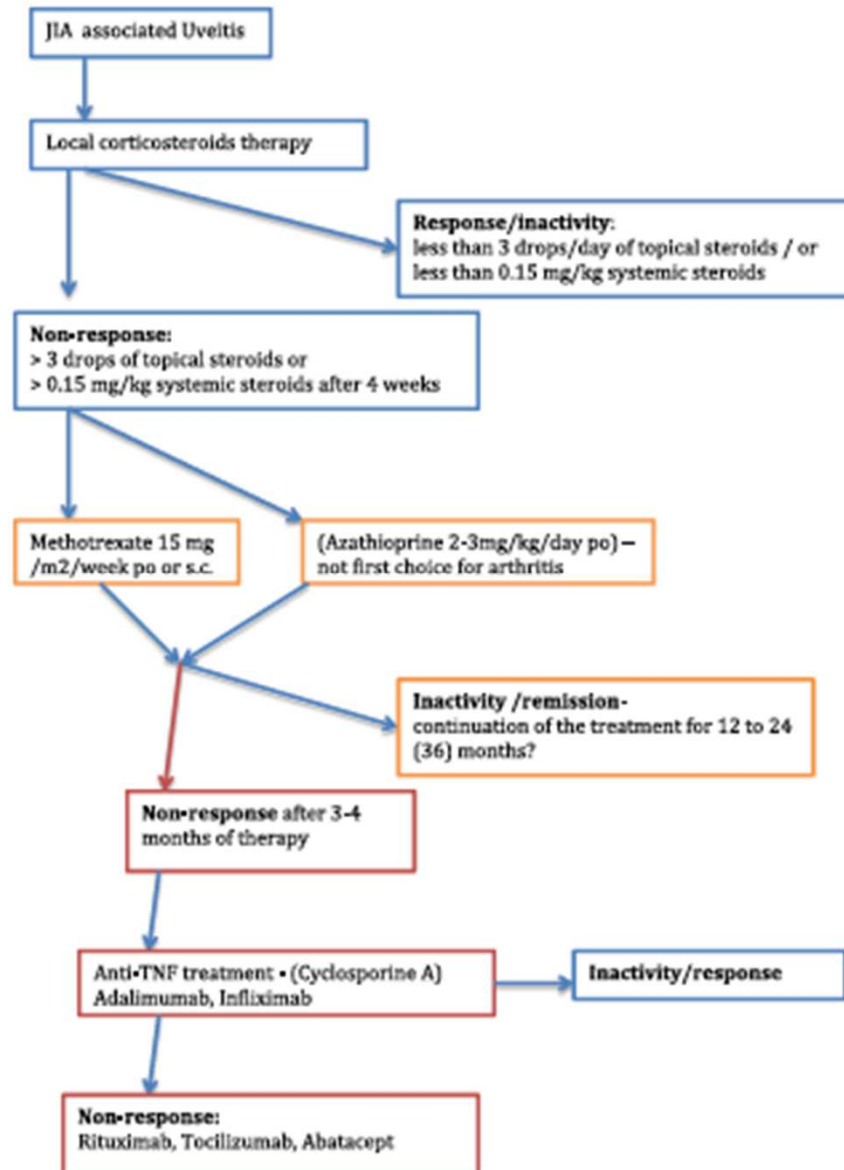 JIA associated Uveitis
Local corticosteroids therapy
Response/inactivity:
less than 3 drops/day of topical steroids / or
less than 0.15 mg/kg systemic steroids
Non-response:
> 3 drops of topical steroids or
> 0.15 mg/kg systemic steroids after 4 weeks
Methotrexate 15 mg
/m2/week po or s.c.
(Azathioprine 2-3mg/kg/day po) –
not first choice for arthritis
Inactivity /remission-
continuation of the treatment for 12 to 24
(36) months?
Non-response after 3-4
months of therapy
Anti-TNF treatment - (Cyclosporine A)
Adalimumab, Infliximab
Inactivity/response
Non-response:
Rituximab, Tocilizumab, Abatacept